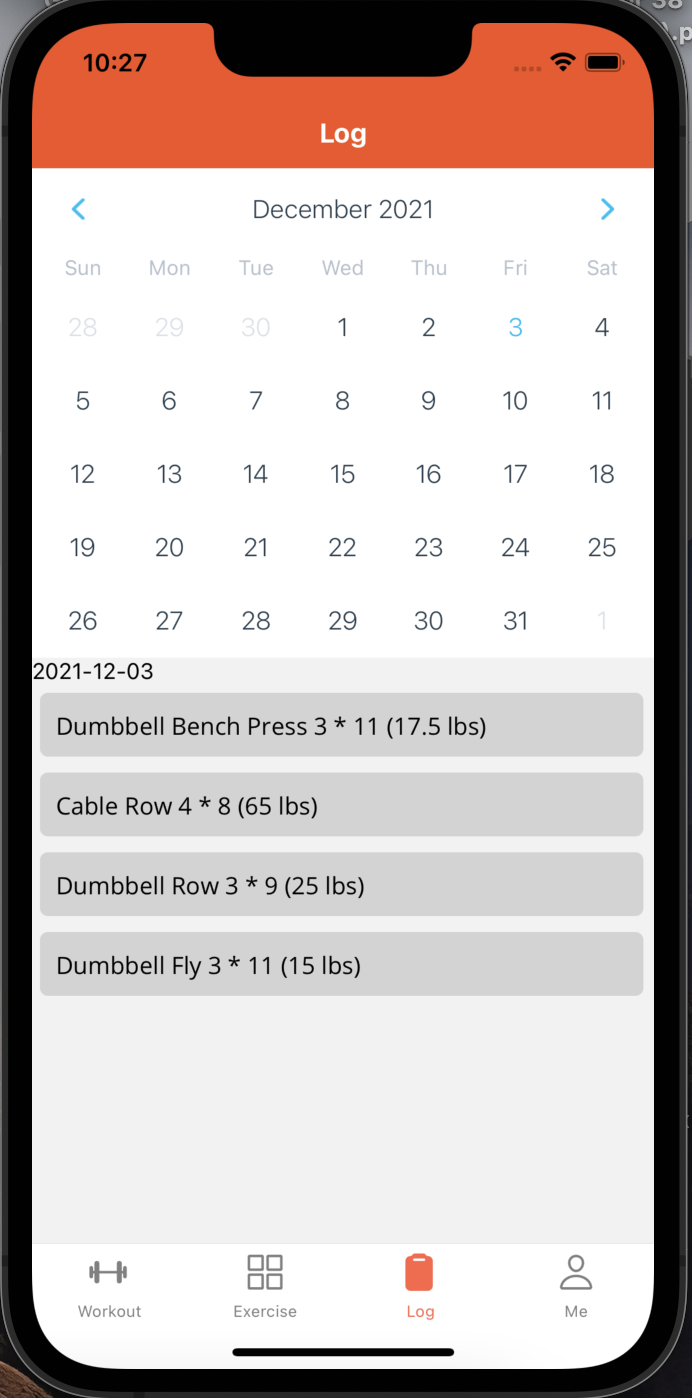 38
).p
10:27
Log
December 2021
Sun Mon Tue Wed Thu Fri Sat
28 29 30 1 2 3 4
5 6 7 8 9 10 11
12 13 14 15 16 17 18
19 20 21 22 23 24 25
26 27 28 29 30 31 1
2021-12-03
Dumbbell Bench Press 3 * 11 (17.5 lbs)
Cable Row 4 * 8 (65 lbs)
Dumbbell Row 3 * 9 (25 lbs)
Dumbbell Fly 3 * 11 (15 lbs)
Workout Exercise Log Me